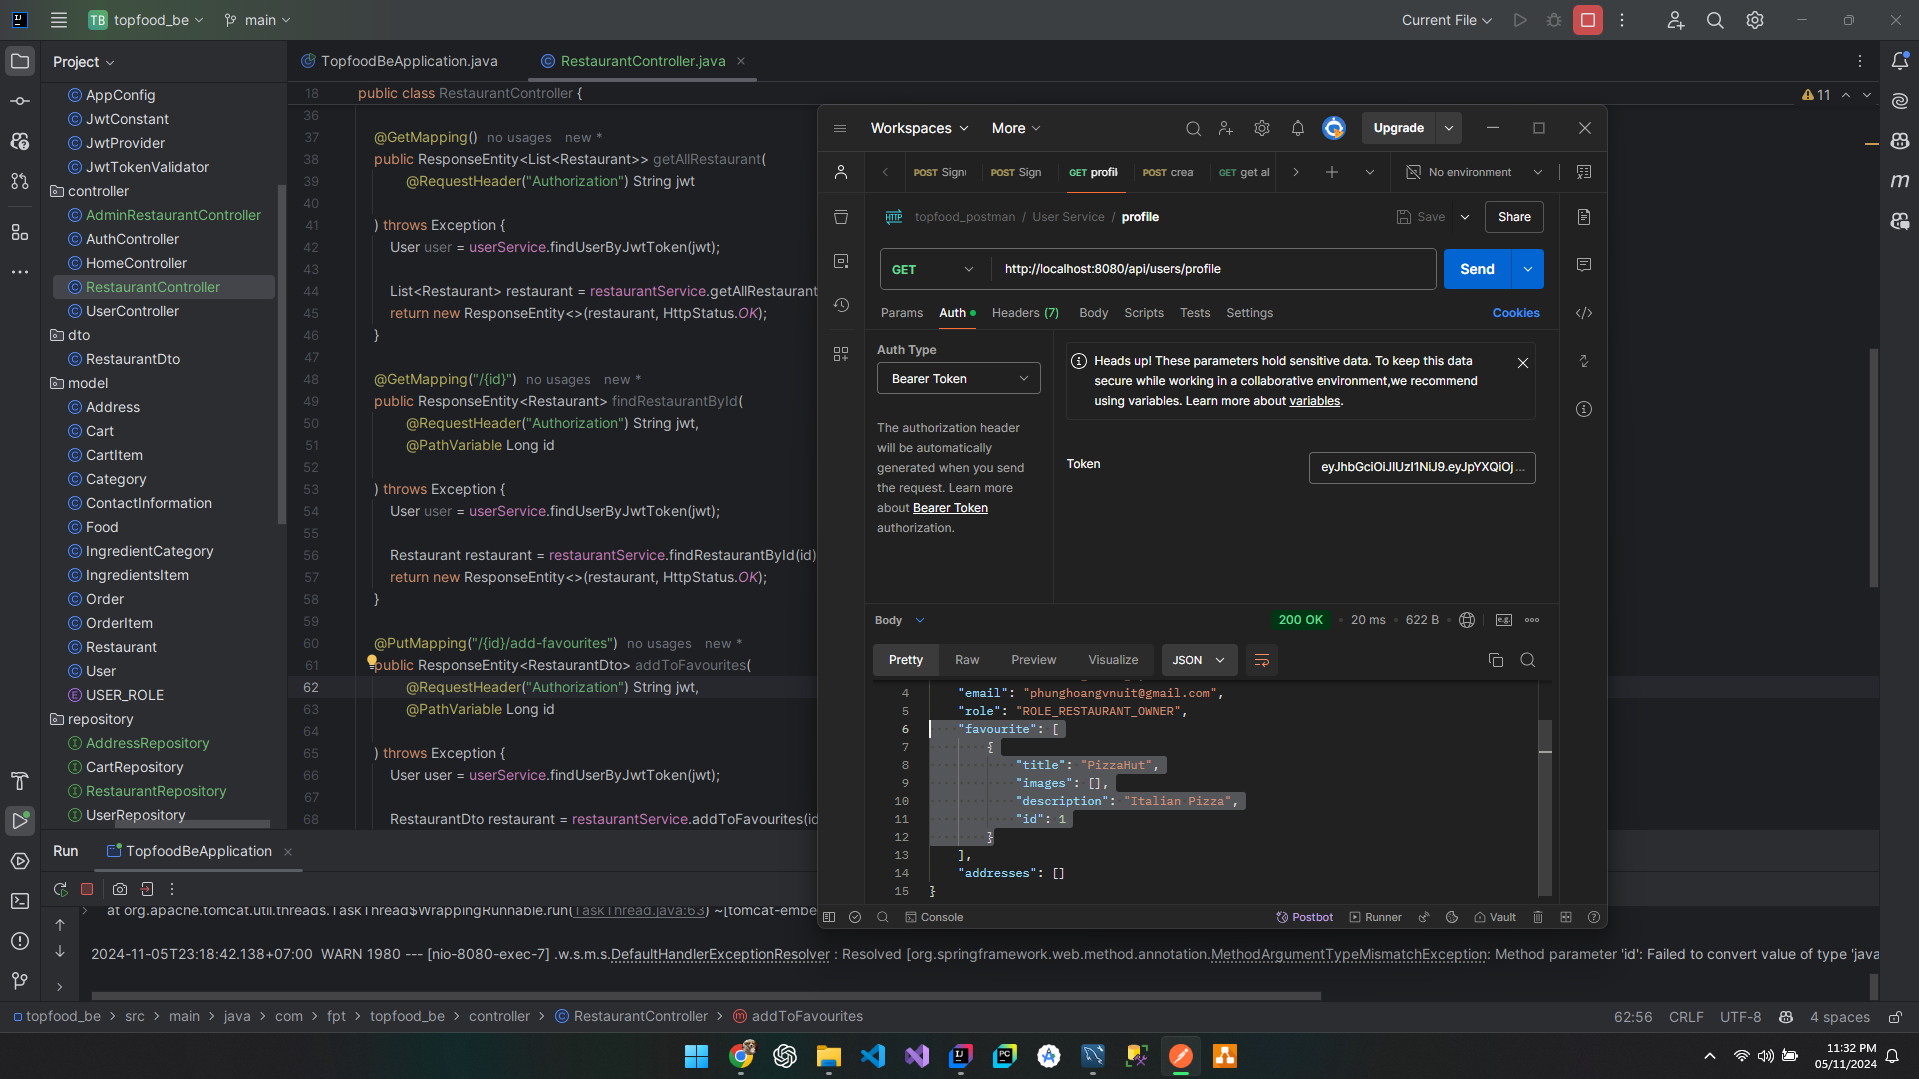 TB topfood_be
main
Current File
Project
AppConfig
JwtConstant
JwtProvider
JwtTokenValidator
controller
AdminRestaurantController
AuthController
HomeController
RestaurantController
UserController
dto
RestaurantDto
model
Address
Cart
CartItem
Category
ContactInformation
Food
IngredientCategory
IngredientsItem
Order
OrderItem
Restaurant
User
USER_ROLE
repository
AddressRepository
CartRepository
RestaurantRepository
UserRepository
TopfoodBeApplication.java
RestaurantController.java
11
18 public class RestaurantController {
36
37 @GetMapping() no usages new *
38 public ResponseEntity<List<Restaurant>> getAllRestaurant(
39 @RequestHeader("Authorization") String jwt
40
41 ) throws Exception {
42 User user = userService.findUserByJwtToken(jwt);
43
44 List<Restaurant> restaurant = restaurantService.getAllRestaurant
45 return new ResponseEntity<>(restaurant, HttpStatus.OK);
46 }
47
48 @GetMapping("/{id}") no usages new *
49 public ResponseEntity<Restaurant> findRestaurantById(
50 @RequestHeader("Authorization") String jwt,
51 @PathVariable Long id
52
53 ) throws Exception {
54 User user = userService.findUserByJwtToken(jwt);
55
56 Restaurant restaurant = restaurantService.findRestaurantById(id)
57 return new ResponseEntity<>(restaurant, HttpStatus.OK);
58 }
59
60 @PutMapping("/{id}/add-favourites") no usages new *
61 public ResponseEntity<RestaurantDto> addToFavourites(
62 @RequestHeader("Authorization") String jwt,
63 @PathVariable Long id
64
65 ) throws Exception {
66 User user = userService.findUserByJwtToken(jwt);
67
68 RestaurantDto restaurant = restaurantService.addToFavourites(id
Workspaces
More
Upgrade
POST Sign
POST Sign
GET profil
POST crea
GET get al
No environment
HTTP topfood_postman / User Service / profile
Save
Share
GET
http://localhost:8080/api/users/profile
Send
Params Auth Headers (7) Body Scripts Tests Settings
Cookies
Auth Type
Bearer Token
The authorization header
will be automatically
generated when you send
the request. Learn more
about Bearer Token
authorization.
Heads up! These parameters hold sensitive data. To keep this data
secure while working in a collaborative environment,we recommend
using variables. Learn more about variables.
Token
eyJhbGciOiJIUzI1NiJ9.eyJpYXQiOj...
Body
200 OK 20 ms 622 B
e.g.
Pretty Raw Preview Visualize JSON
4 "email": "phunghoangvnuit@gmail.com",
5 "role": "ROLE_RESTAURANT_OWNER",
6 "favourite": [
7 {
8 "title": "PizzaHut",
9 "images": [],
10 "description": "Italian Pizza",
11 "id": 1
12 }
13 ],
14 "addresses": []
15 }
Console
Postbot
Runner
Vault
Run
TopfoodBeApplication
at org.apache.tomcat.util.threads.TaskThread$WrappingRunnable.run(TaskThread.java:63) ~[tomcat-embe
2024-11-05T23:18:42.138+07:00 WARN 1980 --- [nio-8080-exec-7] .w.s.m.s.DefaultHandlerExceptionResolver : Resolved [org.springframework.web.method.annotation.MethodArgumentTypeMismatchException: Method parameter 'id': Failed to convert value of type 'java
topfood_be > src > main > java > com > fpt > topfood_be > controller > RestaurantController > addToFavourites
62:56 CRLF UTF-8 4 spaces
11:32 PM
05/11/2024